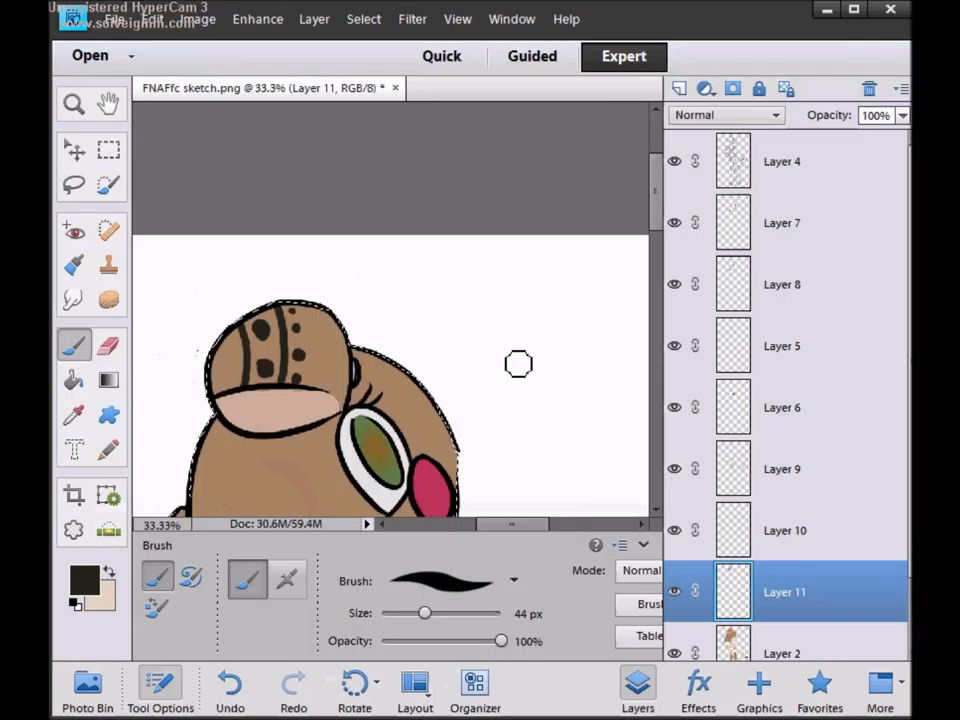 Unregistered HyperCam 3
www.solveigmm.com
File Edit Image Enhance Layer Select Filter View Window Help
Open Quick Guided Expert
FNAFfc sketch.png @ 33.3% (Layer 11, RGB/8) * ×
Normal Opacity: 100%
Layer 4
Layer 7
Layer 8
Layer 5
Layer 6
Layer 9
Layer 10
Layer 11
Layer 2
33.33% Doc: 30.6M/59.4M
Brush
Brush: Mode: Normal
Size: 44 px Brus
Opacity: 100% Table
Photo Bin Tool Options Undo Redo Rotate Layout Organizer Layers Effects Graphics Favorites More